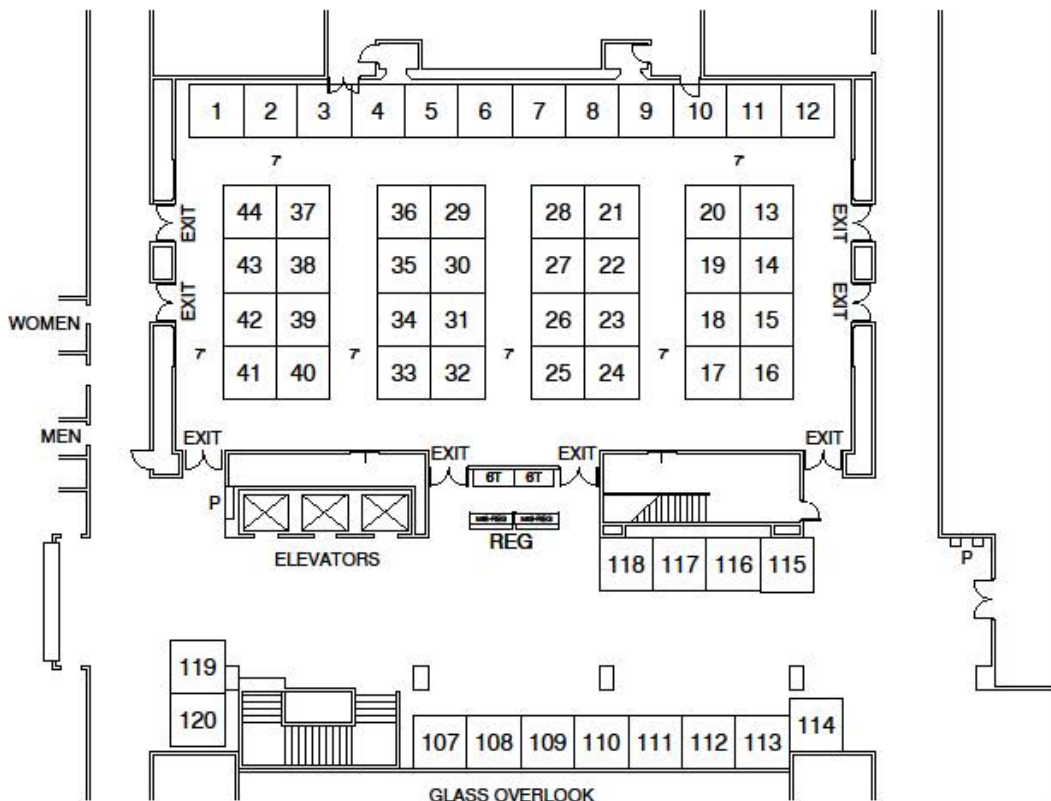 1 2 3 4 5 6 7 8 9 10 11 12
7' 7'
44 37 36 29 28 21 20 13
EXIT EXIT
43 38 35 30 27 22 19 14
EXIT EXIT
42 39 34 31 26 23 18 15
WOMEN
7' 7' 7' 7'
41 40 33 32 25 24 17 16
MEN EXIT EXIT EXIT EXIT
6T 6T
P
REG
ELEVATORS
118 117 116 115
P
119
120
107 108 109 110 111 112 113 114
GLASS OVERLOOK